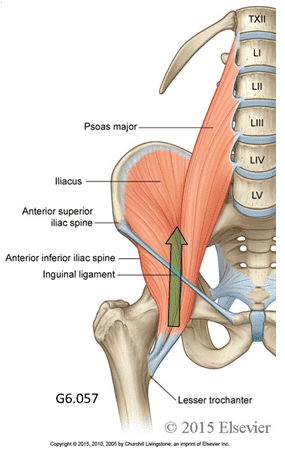 TXII
LI
LII
Psoas major
LIII
LIV
Iliacus
LV
Anterior superior
iliac spine
Anterior inferior iliac spine
Inguinal ligament
G6.057
Lesser trochanter
© 2015 Elsevier
Copyright © 2015, 2010, 2005 by Churchill Livingstone, an imprint of Elsevier Inc.